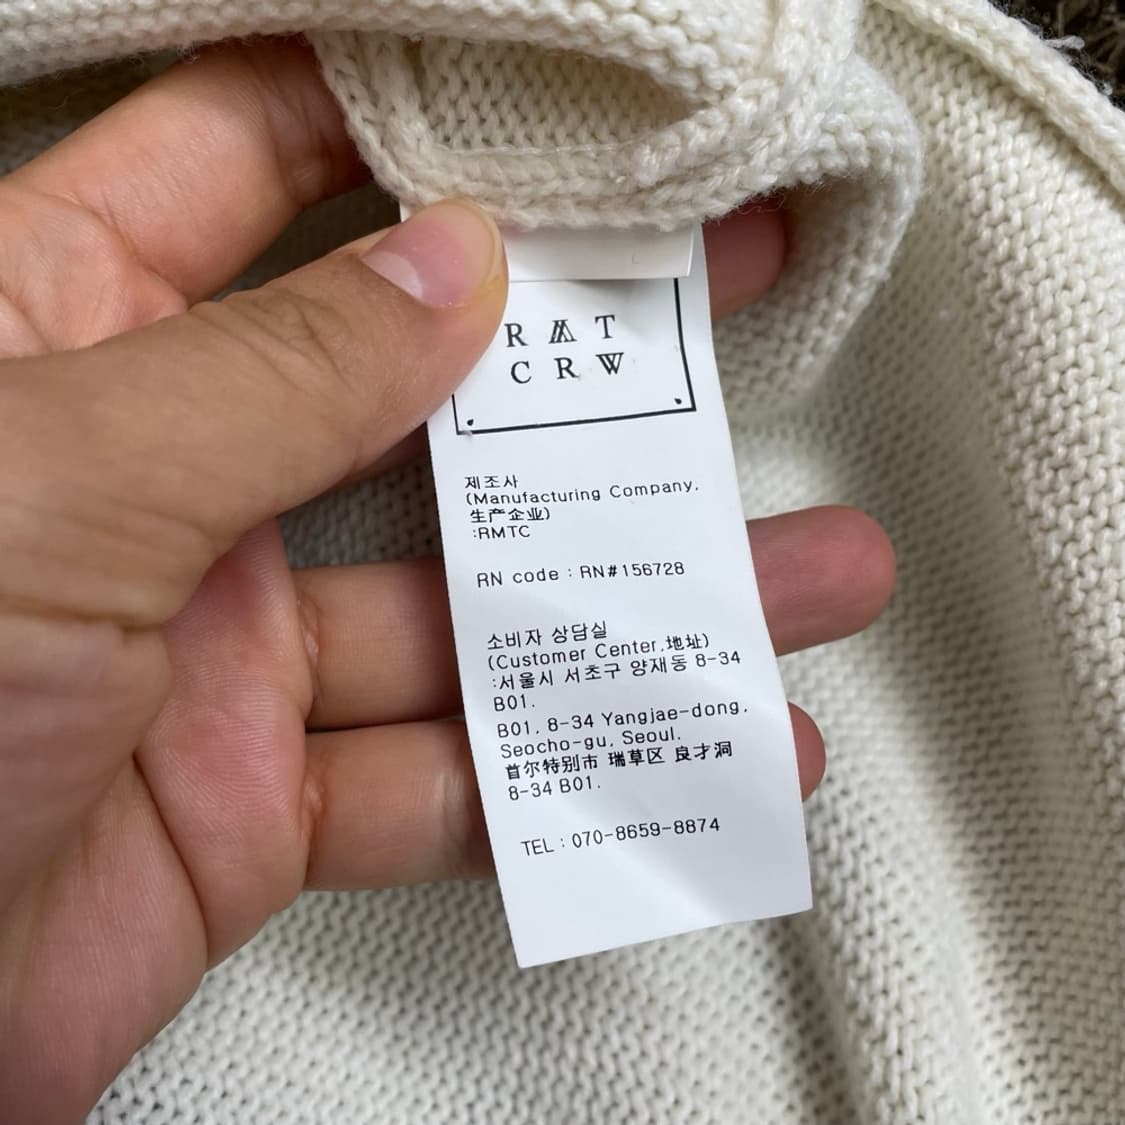 RMT
CRW
제조사
(Manufacturing Company,
生产企业)
:RMTC
RN code : RN#156728
소비자 상담실
(Customer Center,地址)
:서울시 서초구 양재동 8-34
B01.
B01, 8-34 Yangjae-dong,
Seocho-gu, Seoul.
首尔特别市 瑞草区 良才洞
8-34 B01.
TEL : 070-8659-8874